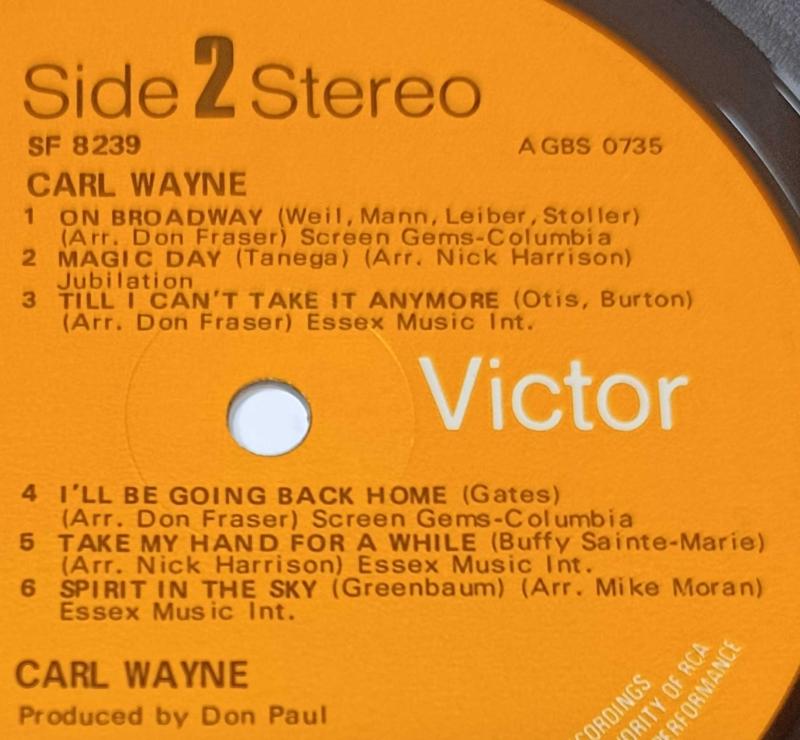 Side 2 Stereo
SF 8239 AGBS 0735
CARL WAYNE
1 ON BROADWAY (Weil, Mann, Leiber, Stoller)
(Arr. Don Fraser) Screen Gems-Columbia
2 MAGIC DAY (Tanega) (Arr. Nick Harrison)
Jubilation
3 TILL I CAN'T TAKE IT ANYMORE (Otis, Burton)
(Arr. Don Fraser) Essex Music Int.
Victor
4 I'LL BE GOING BACK HOME (Gates)
(Arr. Don Fraser) Screen Gems-Columbia
5 TAKE MY HAND FOR A WHILE (Buffy Sainte-Marie)
(Arr. Nick Harrison) Essex Music Int.
6 SPIRIT IN THE SKY (Greenbaum) (Arr. Mike Moran)
Essex Music Int.
CARL WAYNE
Produced by Don Paul
OF RCA